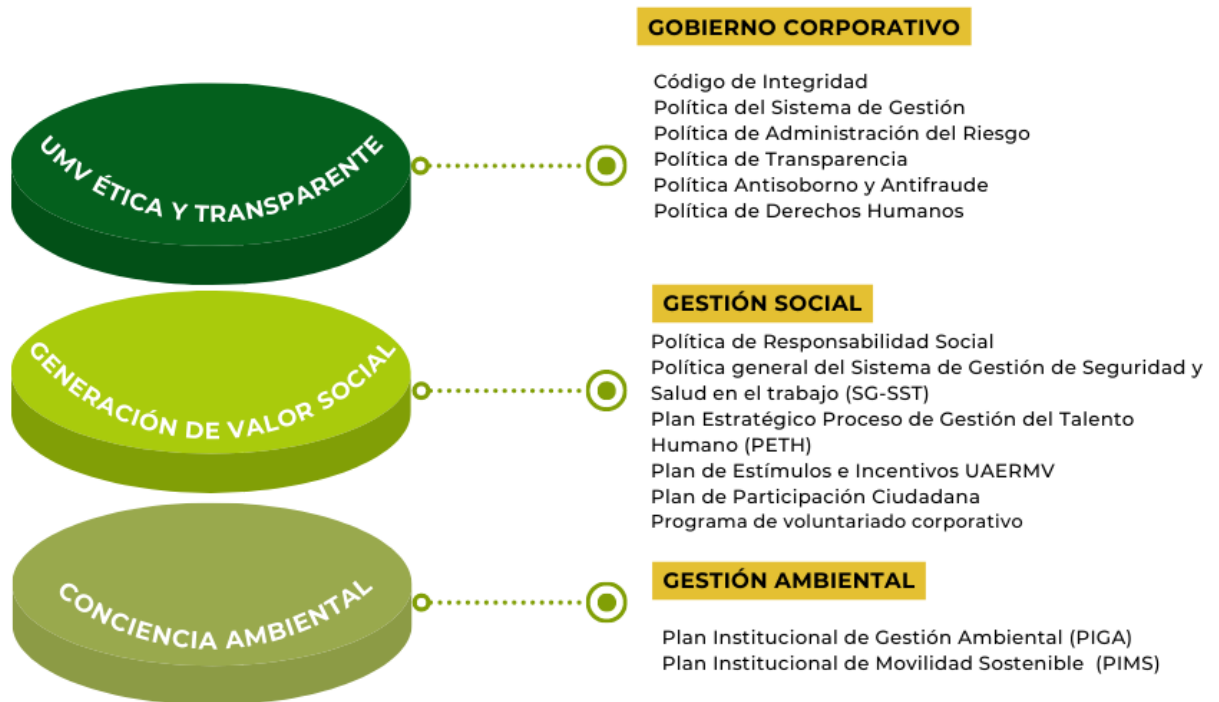 GOBIERNO CORPORATIVO
UMV ÉTICA Y TRANSPARENTE
Código de Integridad
Política del Sistema de Gestión
Política de Administración del Riesgo
Política de Transparencia
Política Antisoborno y Antifraude
Política de Derechos Humanos
GESTIÓN SOCIAL
GENERACIÓN DE VALOR SOCIAL
Política de Responsabilidad Social
Política general del Sistema de Gestión de Seguridad y
Salud en el trabajo (SG-SST)
Plan Estratégico Proceso de Gestión del Talento
Humano (PETH)
Plan de Estímulos e Incentivos UAERMV
Plan de Participación Ciudadana
Programa de voluntariado corporativo
GESTIÓN AMBIENTAL
CONCIENCIA AMBIENTAL
Plan Institucional de Gestión Ambiental (PIGA)
Plan Institucional de Movilidad Sostenible (PIMS)